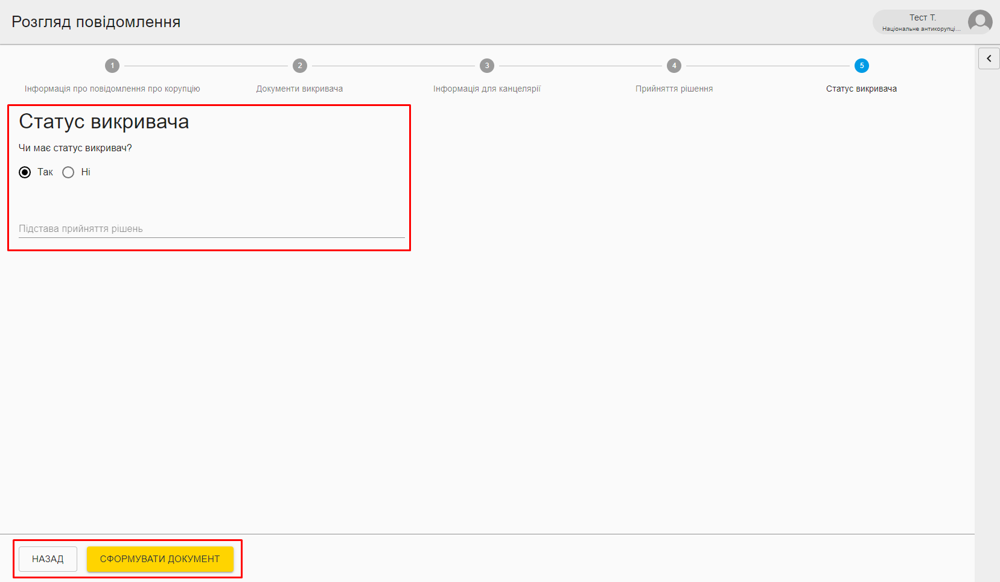 Розгляд повідомлення
Тест Т.
Національне антикорупці...
1
2
3
4
5
Інформація про повідомлення про корупцію
Документи викривача
Інформація для канцелярії
Прийняття рішення
Статус викривача
Статус викривача
Чи має статус викривач?
Так
Ні
Підстава прийняття рішень
НАЗАД
СФОРМУВАТИ ДОКУМЕНТ